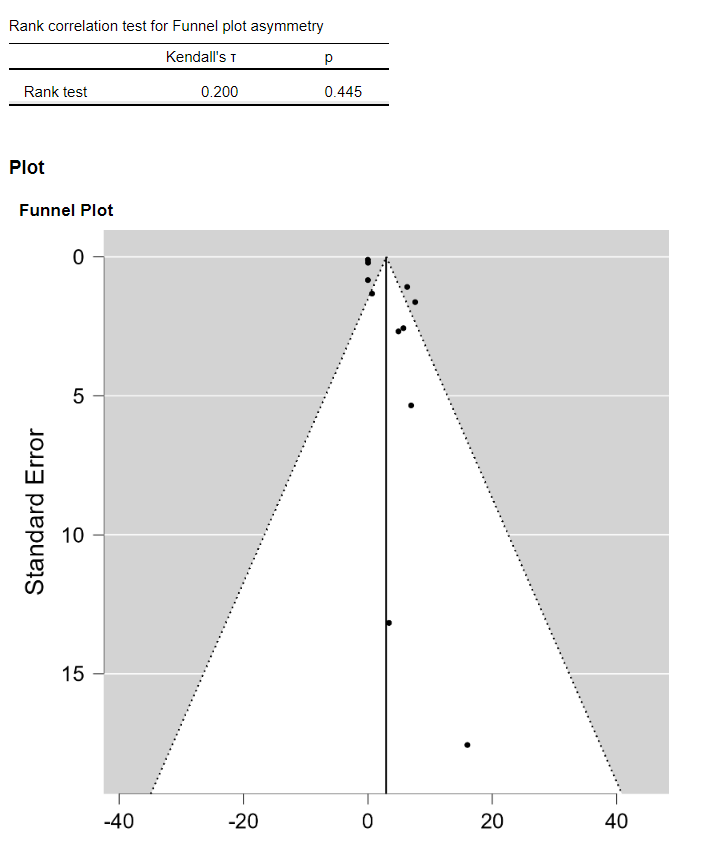 Rank correlation test for Funnel plot asymmetry
Kendall's τ p
Rank test 0.200 0.445
Plot
Funnel Plot
0
5
10
15
Standard Error
-40 -20 0 20 40